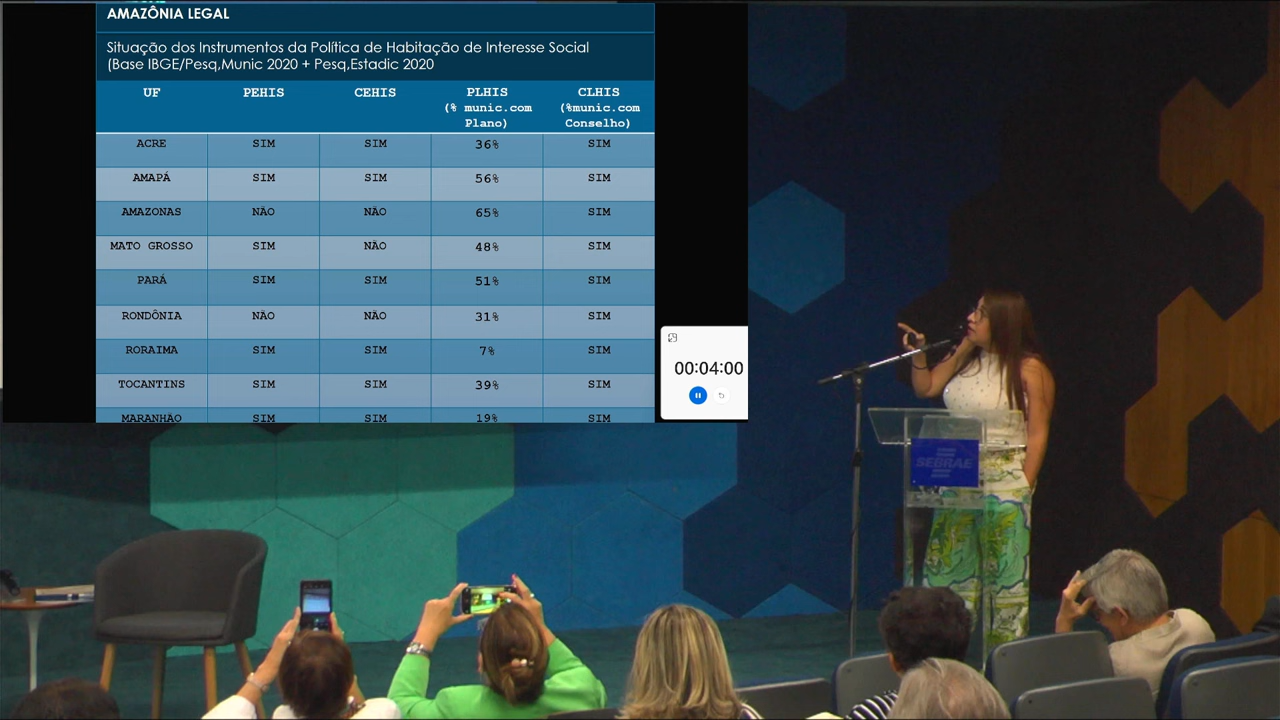 AMAZÔNIA LEGAL
Situação dos Instrumentos da Política de Habitação de Interesse Social
(Base IBGE/Pesq,Munic 2020 + Pesq,Estadic 2020
UF PEHIS CEHIS PLHIS (% munic.com Plano) CLHIS (%munic.com Conselho)
ACRE SIM SIM 36% SIM
AMAPÁ SIM SIM 56% SIM
AMAZONAS NÃO NÃO 65% SIM
MATO GROSSO SIM NÃO 48% SIM
PARÁ SIM SIM 51% SIM
RONDÔNIA NÃO NÃO 31% SIM
RORAIMA SIM SIM 7% SIM
TOCANTINS SIM SIM 39% SIM
MARANHÃO SIM SIM 19% SIM
00:04:00
SEBRAE